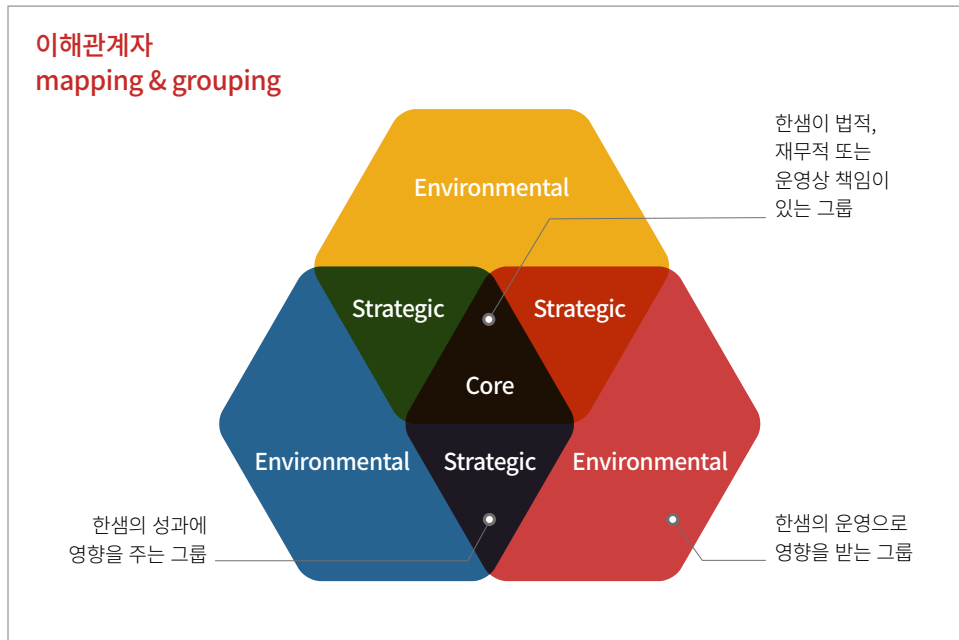 이해관계자
mapping & grouping
한샘이 법적,
재무적 또는
운영상 책임이
있는 그룹
Environmental
Strategic
Strategic
Core
Environmental
Strategic
Environmental
한샘의 성과에
영향을 주는 그룹
한샘의 운영으로
영향을 받는 그룹